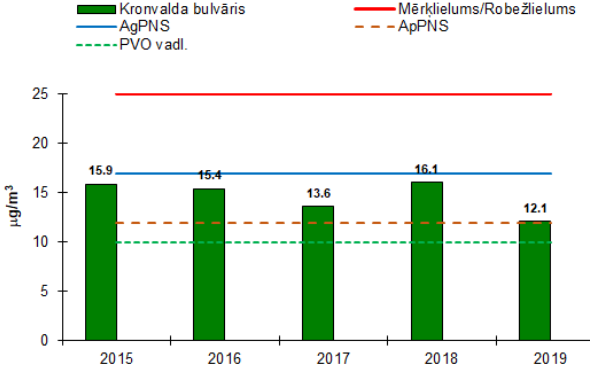 Kronvalda bulvāris
Mērķlielums/Robežlielums
AgPNS
ApPNS
PVO vadl.
25
20
15
10
5
0
µg/m³
15.9
15.4
13.6
16.1
12.1
2015
2016
2017
2018
2019